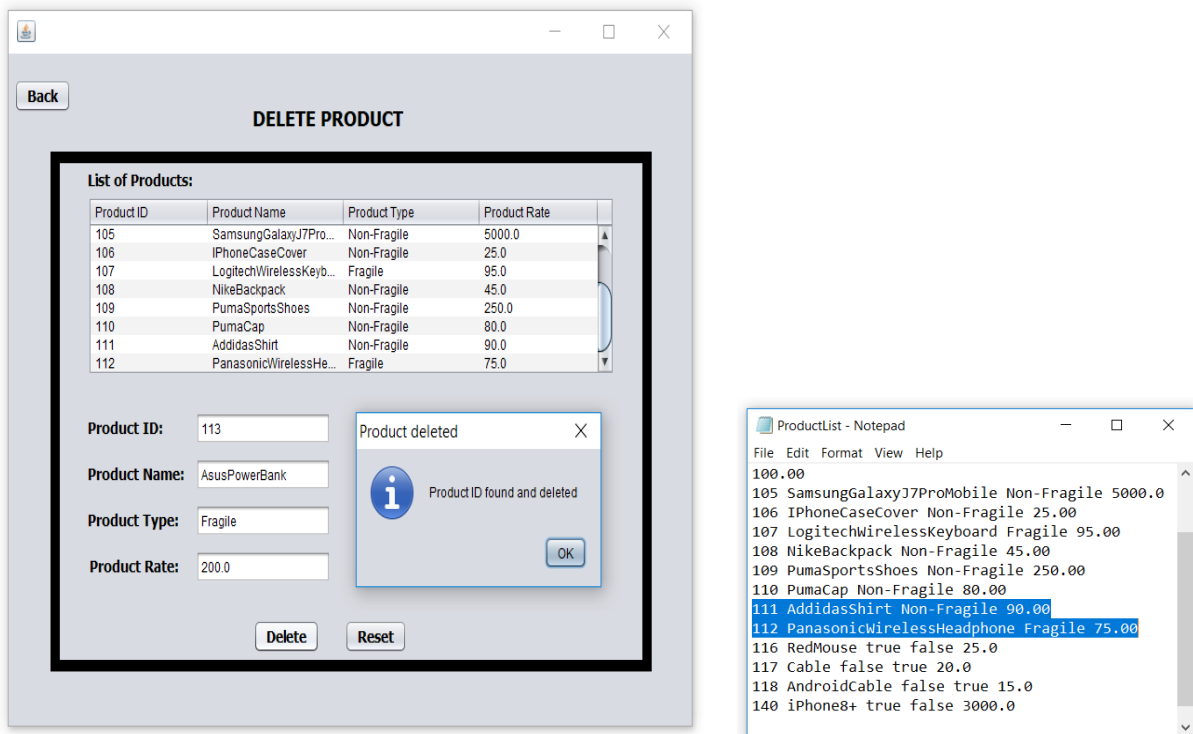 Back
DELETE PRODUCT
List of Products:
Product ID Product Name Product Type Product Rate
105 SamsungGalaxyJ7Pro... Non-Fragile 5000.0
106 IPhoneCaseCover Non-Fragile 25.0
107 LogitechWirelessKeyb... Fragile 95.0
108 NikeBackpack Non-Fragile 45.0
109 PumaSportsShoes Non-Fragile 250.0
110 PumaCap Non-Fragile 80.0
111 AddidasShirt Non-Fragile 90.0
112 PanasonicWirelessHe... Fragile 75.0
Product ID: 113
Product Name: AsusPowerBank
Product Type: Fragile
Product Rate: 200.0
Product deleted
Product ID found and deleted
OK
Delete Reset
ProductList - Notepad
File Edit Format View Help
100.00
105 SamsungGalaxyJ7ProMobile Non-Fragile 5000.0
106 IPhoneCaseCover Non-Fragile 25.00
107 LogitechWirelessKeyboard Fragile 95.00
108 NikeBackpack Non-Fragile 45.00
109 PumaSportsShoes Non-Fragile 250.00
110 PumaCap Non-Fragile 80.00
111 AddidasShirt Non-Fragile 90.00
112 PanasonicWirelessHeadphone Fragile 75.00
116 RedMouse true false 25.0
117 Cable false true 20.0
118 AndroidCable false true 15.0
140 iPhone8+ true false 3000.0